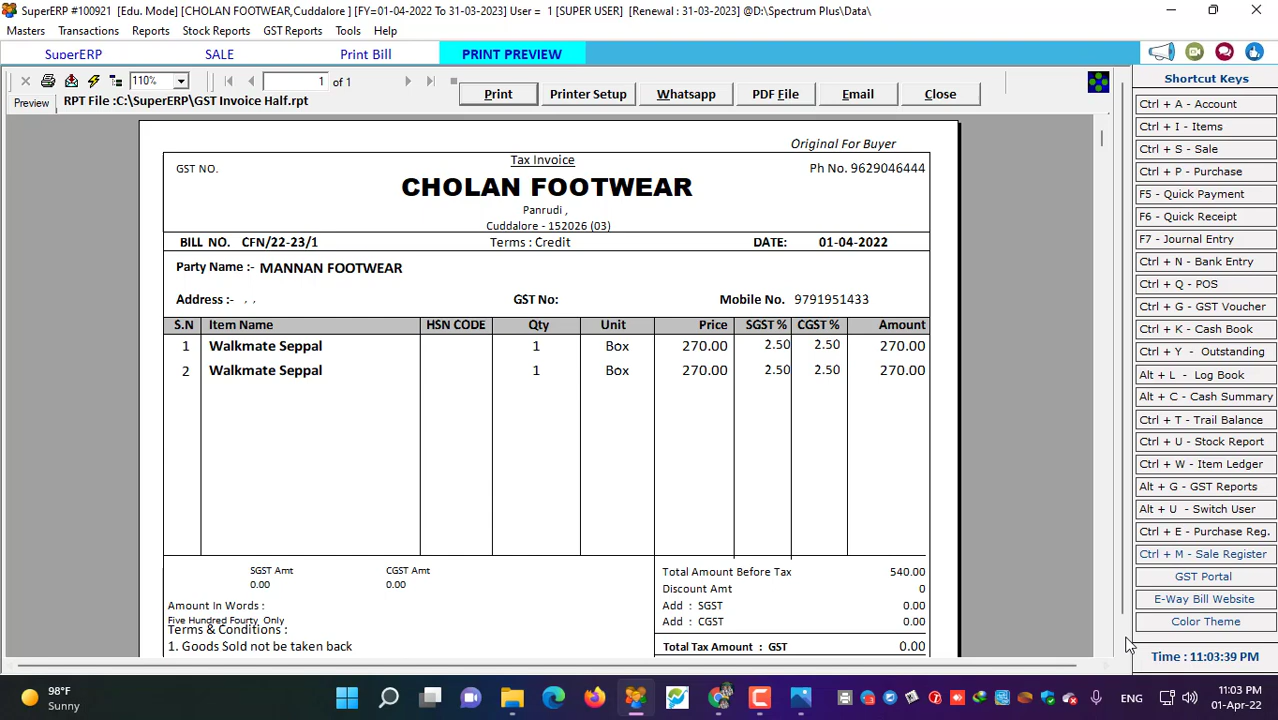 SuperERP #100921 [Edu. Mode] [CHOLAN FOOTWEAR,Cuddalore ] [FY=01-04-2022 To 31-03-2023] User = 1 [SUPER USER] [Renewal : 31-03-2023] @D:\Spectrum Plus\Data\
Masters Transactions Reports Stock Reports GST Reports Tools Help
SuperERP SALE Print Bill PRINT PREVIEW
110% 1 of 1
Preview RPT File :C:\SuperERP\GST Invoice Half.rpt
Print Printer Setup Whatsapp PDF File Email Close
Original For Buyer
Tax Invoice
GST NO. Ph No. 9629046444
CHOLAN FOOTWEAR
Panrudi ,
Cuddalore - 152026 (03)
BILL NO. CFN/22-23/1 Terms : Credit DATE: 01-04-2022
Party Name :- MANNAN FOOTWEAR
Address :- , , GST No: Mobile No. 9791951433
S.N Item Name HSN CODE Qty Unit Price SGST % CGST % Amount
1 Walkmate Seppal 1 Box 270.00 2.50 2.50 270.00
2 Walkmate Seppal 1 Box 270.00 2.50 2.50 270.00
SGST Amt CGST Amt
0.00 0.00
Amount In Words :
Five Hundred Fourty, Only
Terms & Conditions :
1. Goods Sold not be taken back
Total Amount Before Tax 540.00
Discount Amt 0
Add : SGST 0.00
Add : CGST 0.00
Total Tax Amount : GST 0.00
Shortcut Keys
Ctrl + A - Account
Ctrl + I - Items
Ctrl + S - Sale
Ctrl + P - Purchase
F5 - Quick Payment
F6 - Quick Receipt
F7 - Journal Entry
Ctrl + N - Bank Entry
Ctrl + Q - POS
Ctrl + G - GST Voucher
Ctrl + K - Cash Book
Ctrl + Y - Outstanding
Alt + L - Log Book
Alt + C - Cash Summary
Ctrl + T - Trail Balance
Ctrl + U - Stock Report
Ctrl + W - Item Ledger
Alt + G - GST Reports
Alt + U - Switch User
Ctrl + E - Purchase Reg.
Ctrl + M - Sale Register
GST Portal
E-Way Bill Website
Color Theme
Time : 11:03:39 PM
98°F
Sunny
ENG
11:03 PM
01-Apr-22